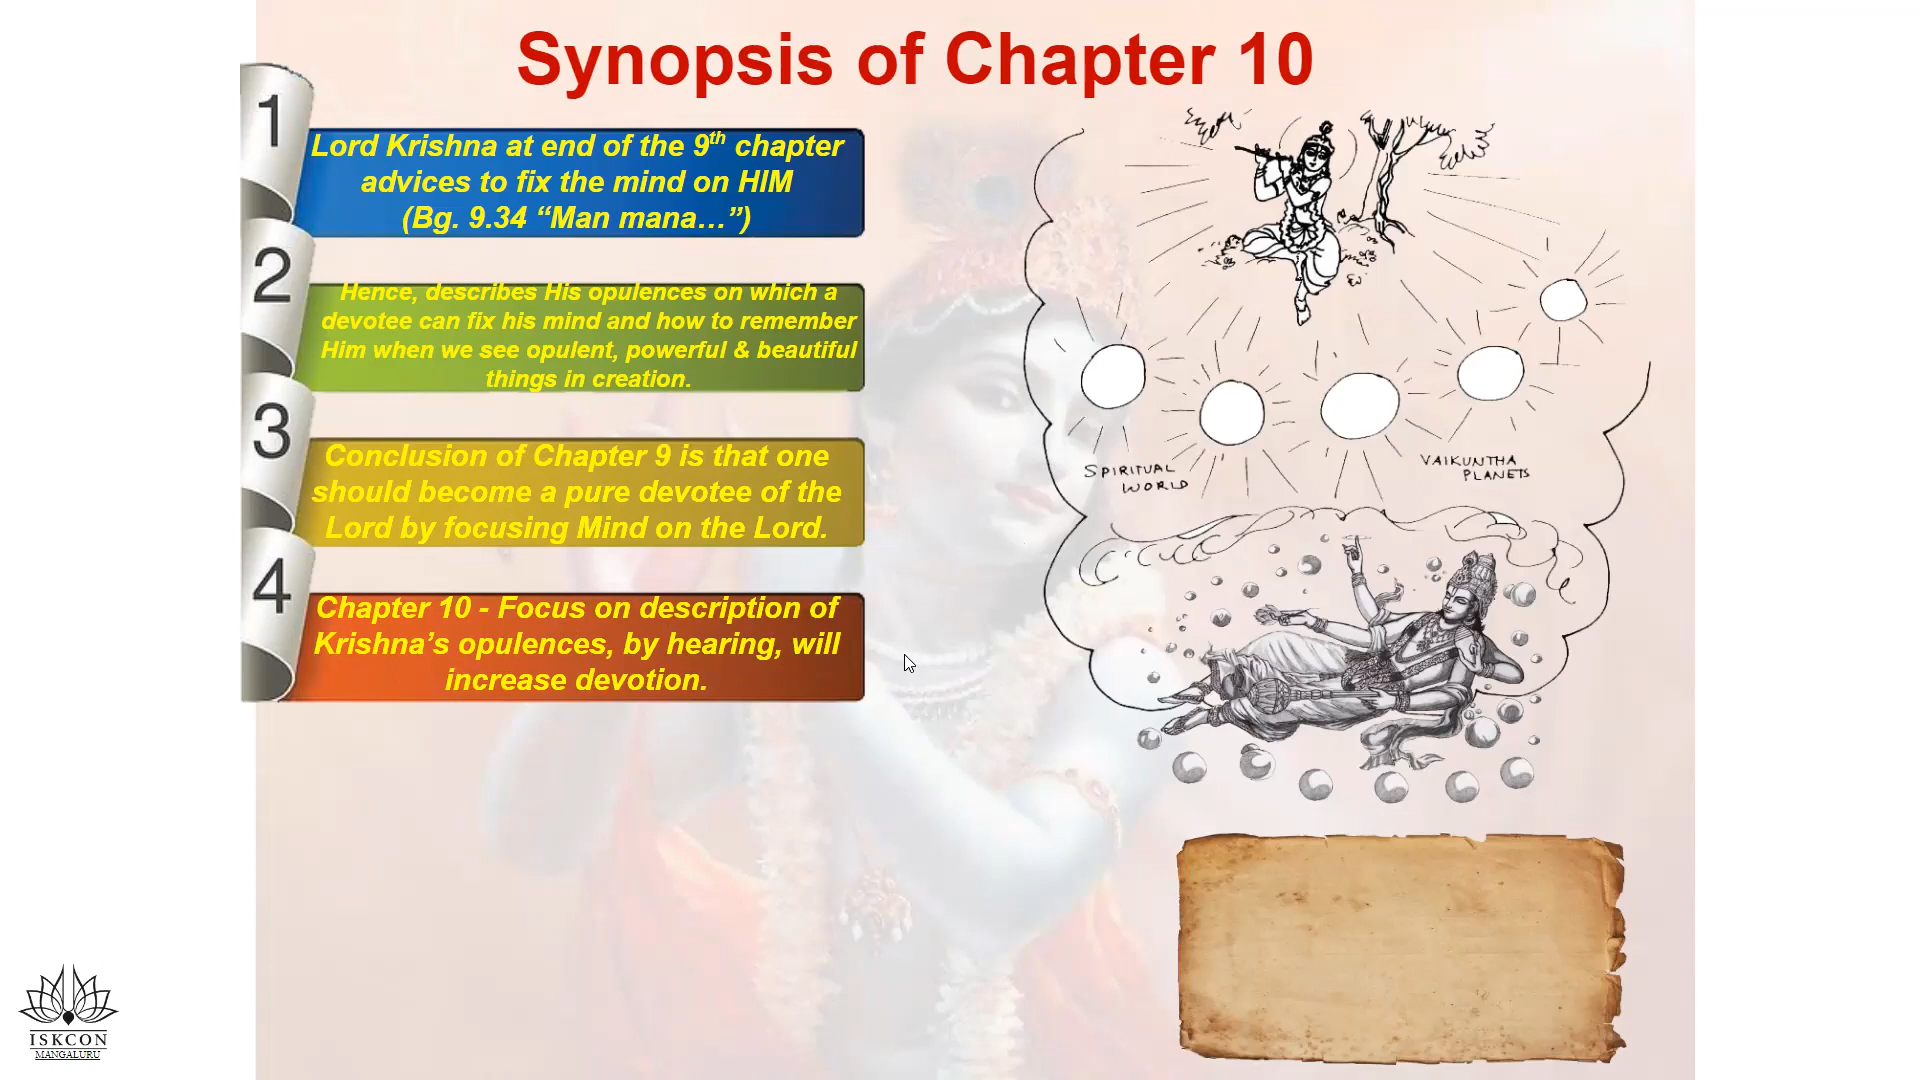 Synopsis of Chapter 10
1
Lord Krishna at end of the 9th chapter
advices to fix the mind on HIM
(Bg. 9.34 “Man mana…”)
2
Hence, describes His opulences on which a
devotee can fix his mind and how to remember
Him when we see opulent, powerful & beautiful
things in creation.
3
Conclusion of Chapter 9 is that one
should become a pure devotee of the
Lord by focusing Mind on the Lord.
4
Chapter 10 - Focus on description of
Krishna’s opulences, by hearing, will
increase devotion.
SPIRITUAL
WORLD
VAIKUNTHA
PLANETS
ISKCON
MANGALURU